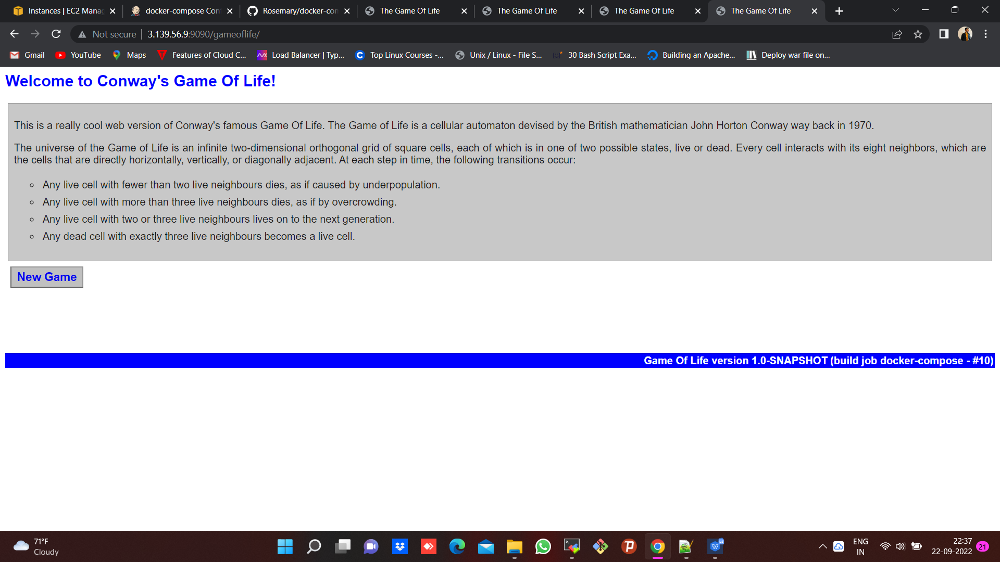 Instances | EC2 Manag
docker-compose Con
Rosemary/docker-com
The Game Of Life
The Game Of Life
The Game Of Life
The Game Of Life
Not secure
3.139.56.9:9090/gameoflife/
Gmail
YouTube
Maps
Features of Cloud C...
Load Balancer | Typ...
Top Linux Courses -...
Unix / Linux - File S...
30 Bash Script Exa...
Building an Apache...
Deploy war file on...
Welcome to Conway's Game Of Life!
This is a really cool web version of Conway's famous Game Of Life. The Game of Life is a cellular automaton devised by the British mathematician John Horton Conway way back in 1970.
The universe of the Game of Life is an infinite two-dimensional orthogonal grid of square cells, each of which is in one of two possible states, live or dead. Every cell interacts with its eight neighbors, which are
the cells that are directly horizontally, vertically, or diagonally adjacent. At each step in time, the following transitions occur:
Any live cell with fewer than two live neighbours dies, as if caused by underpopulation.
Any live cell with more than three live neighbours dies, as if by overcrowding.
Any live cell with two or three live neighbours lives on to the next generation.
Any dead cell with exactly three live neighbours becomes a live cell.
New Game
Game Of Life version 1.0-SNAPSHOT (build job docker-compose - #10)
71°F
Cloudy
ENG
IN
22:37
22-09-2022
21